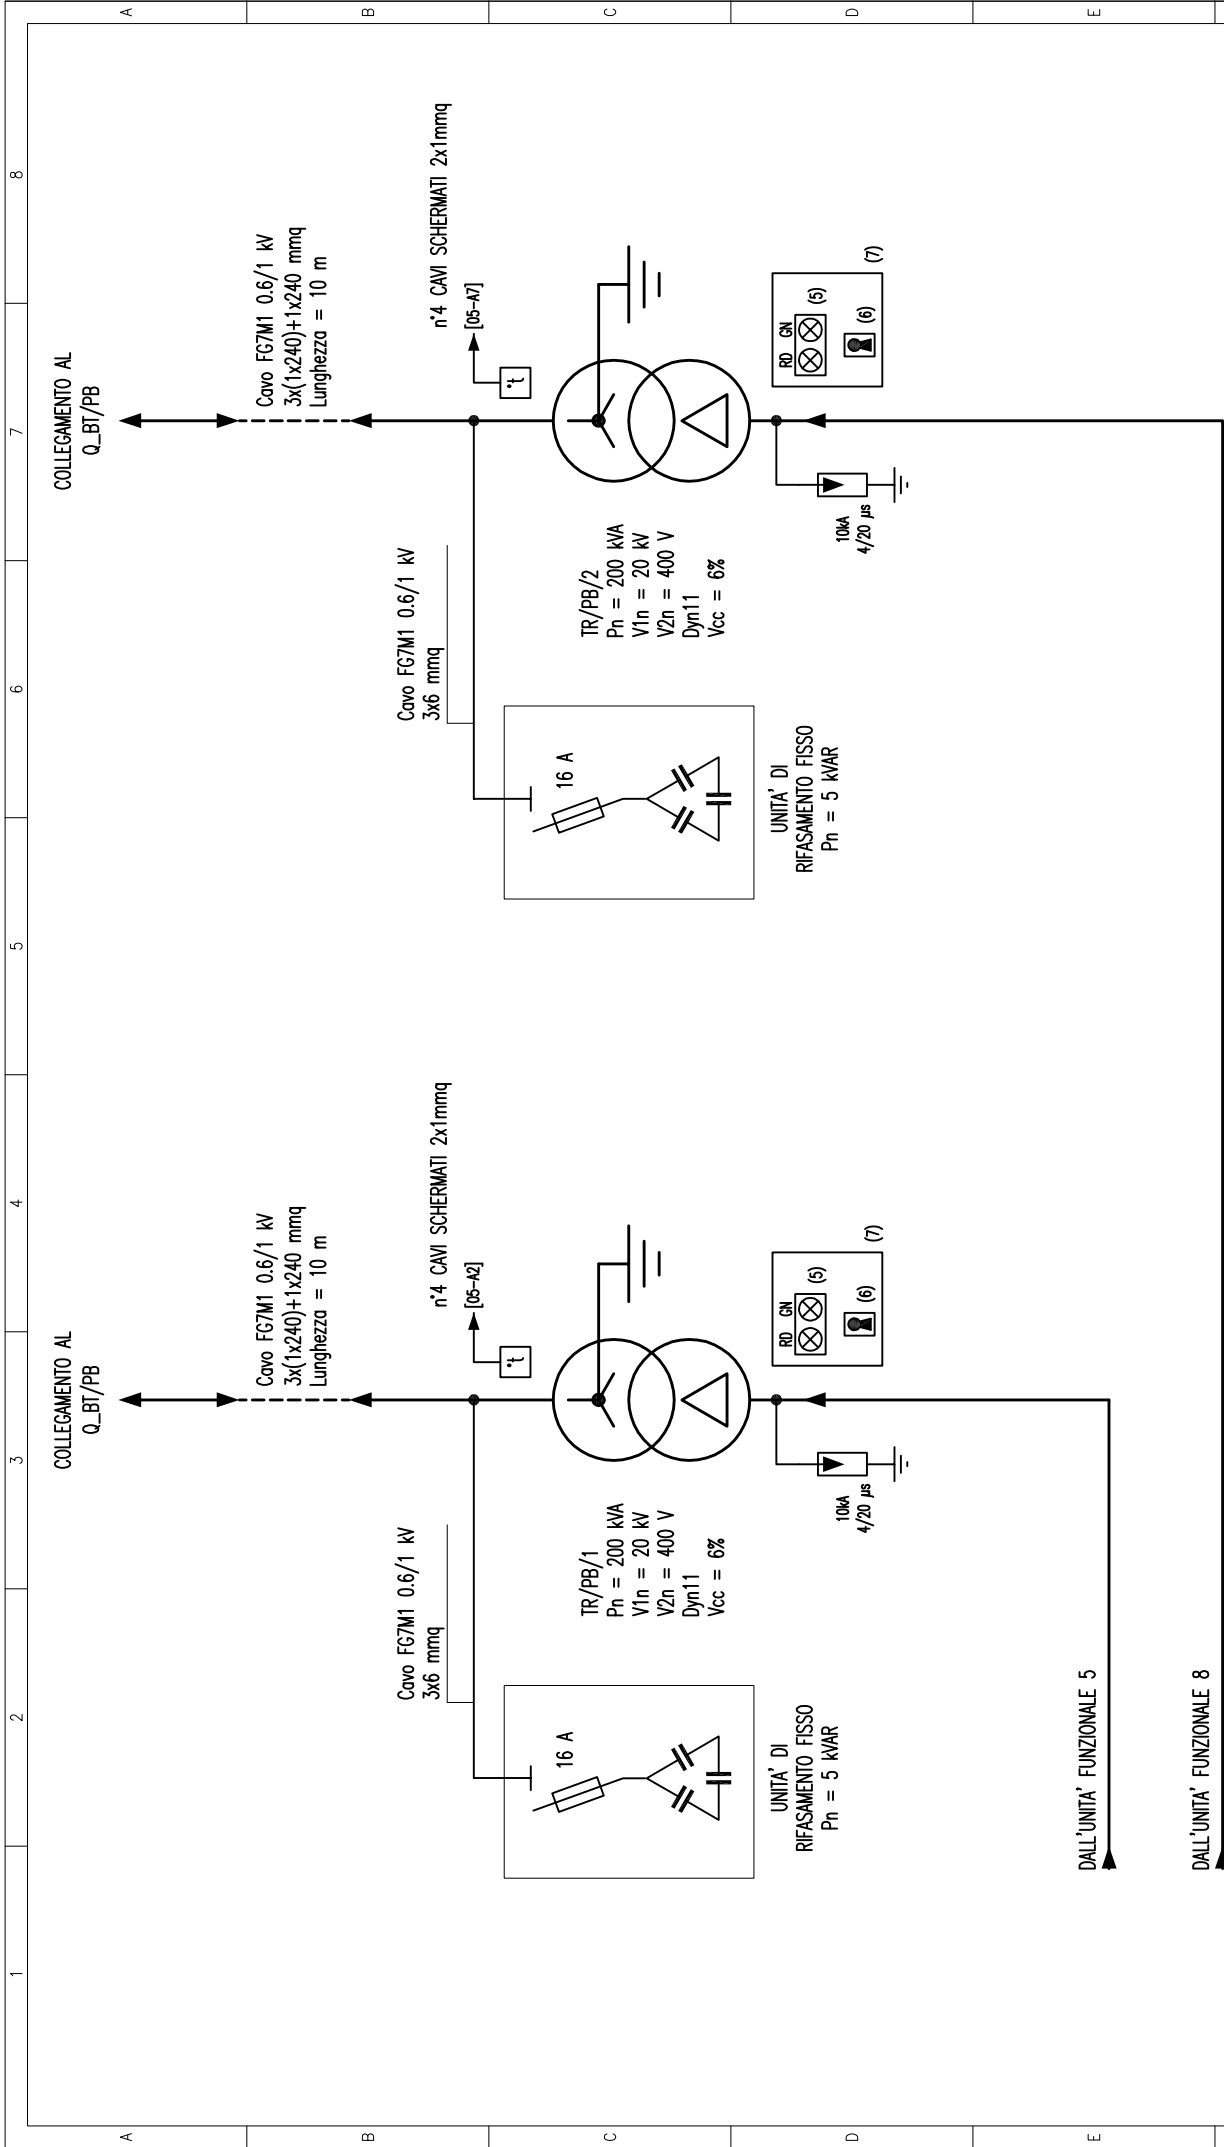 1
2
3
4
5
6
7
8
A
B
C
D
E
A
B
C
D
E
COLLEGAMENTO AL
Q_BT/PB
Cavo FG7M1 0.6/1 kV
3x(1x240)+1x240 mmq
Lunghezza = 10 m
n°4 CAVI SCHERMATI 2x1mmq
[05-A2]
°t
Cavo FG7M1 0.6/1 kV
3x6 mmq
16 A
UNITA' DI
RIFASAMENTO FISSO
Pn = 5 kVAR
TR/PB/1
Pn = 200 kVA
V1n = 20 kV
V2n = 400 V
Dyn11
Vcc = 6%
RD GN
(5)
(6)
(7)
10kA
4/20 µs
DALL'UNITA' FUNZIONALE 5
DALL'UNITA' FUNZIONALE 8
COLLEGAMENTO AL
Q_BT/PB
Cavo FG7M1 0.6/1 kV
3x(1x240)+1x240 mmq
Lunghezza = 10 m
n°4 CAVI SCHERMATI 2x1mmq
[05-A7]
°t
Cavo FG7M1 0.6/1 kV
3x6 mmq
16 A
UNITA' DI
RIFASAMENTO FISSO
Pn = 5 kVAR
TR/PB/2
Pn = 200 kVA
V1n = 20 kV
V2n = 400 V
Dyn11
Vcc = 6%
RD GN
(5)
(6)
(7)
10kA
4/20 µs